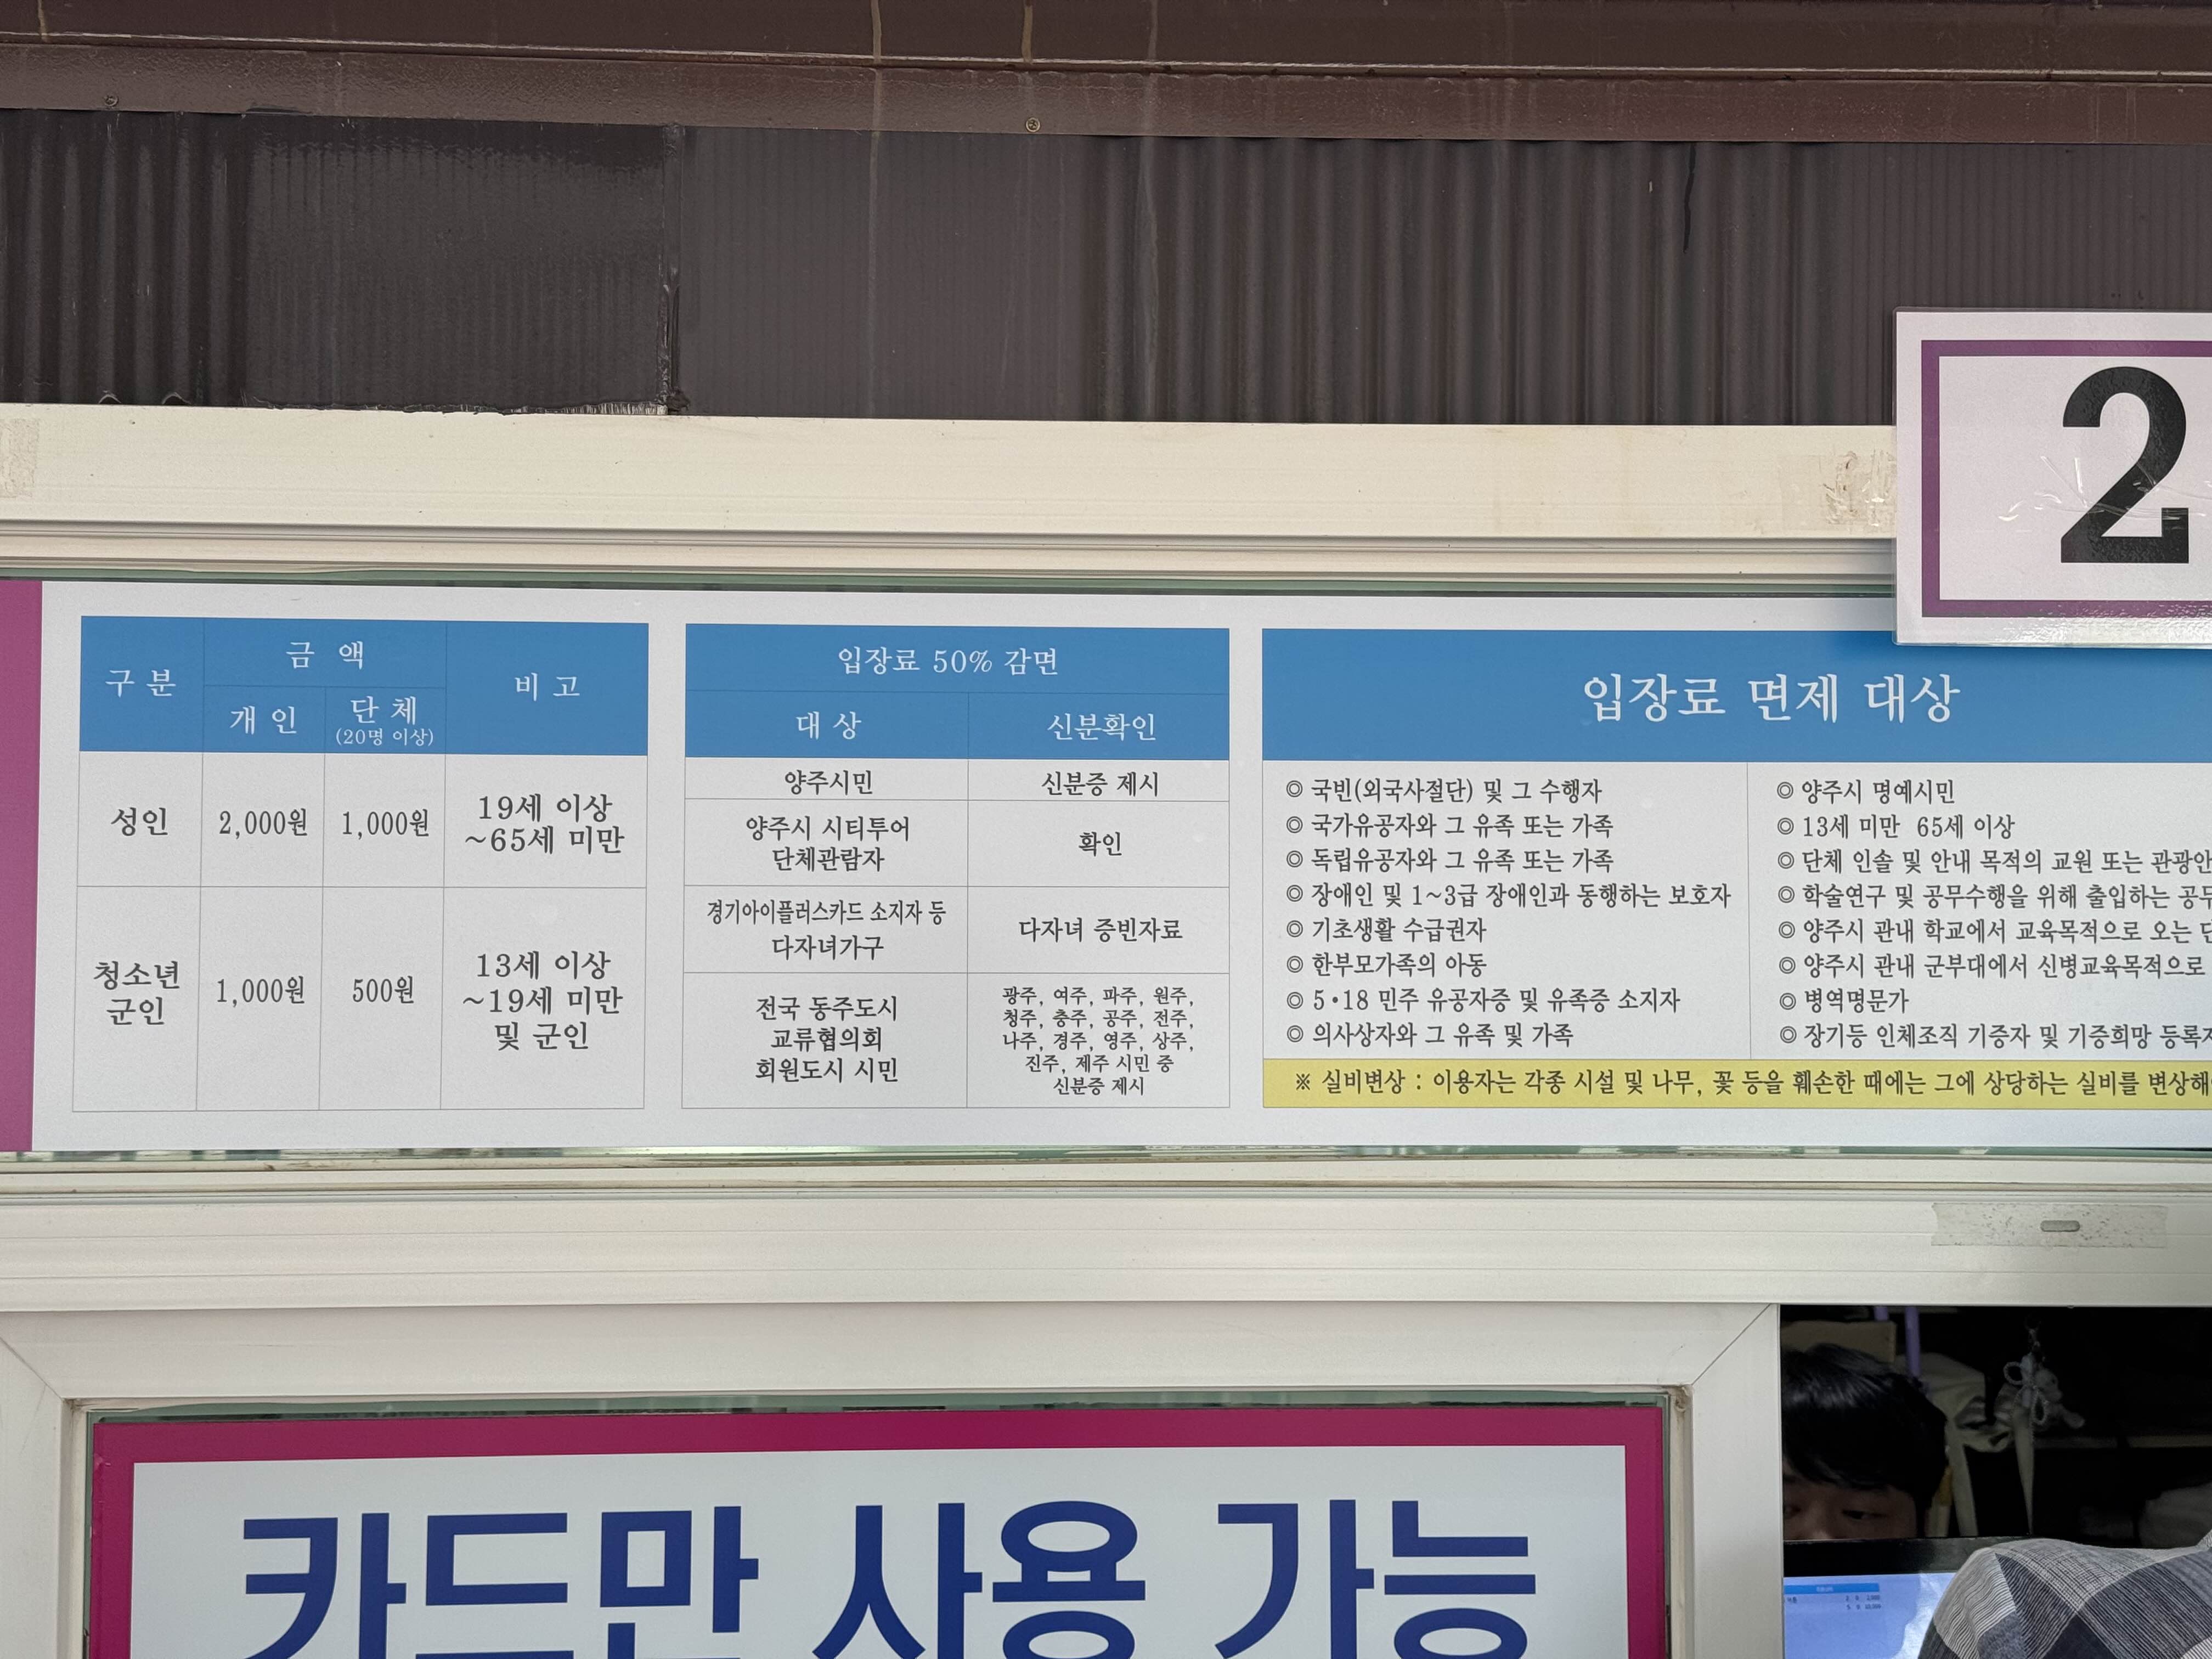 2
구 분
금 액
비 고
개 인
단 체
(20명 이상)
성인
2,000원
1,000원
19세 이상
~65세 미만
청소년
군인
1,000원
500원
13세 이상
~19세 미만
및 군인
입장료 50% 감면
대 상
신분확인
양주시민
신분증 제시
양주시 시티투어
단체관람자
확인
경기아이플러스카드 소지자 등
다자녀가구
다자녀 증빈자료
전국 동주도시
교류협의회
회원도시 시민
광주, 여주, 파주, 원주,
청주, 충주, 공주, 전주,
나주, 경주, 영주, 상주,
진주, 제주 시민 중
신분증 제시
입장료 면제 대상
◎ 국빈(외국사절단) 및 그 수행자
◎ 국가유공자와 그 유족 또는 가족
◎ 독립유공자와 그 유족 또는 가족
◎ 장애인 및 1~3급 장애인과 동행하는 보호자
◎ 기초생활 수급권자
◎ 한부모가족의 아동
◎ 5·18 민주 유공자증 및 유족증 소지자
◎ 의사상자와 그 유족 및 가족
◎ 양주시 명예시민
◎ 13세 미만 65세 이상
◎ 단체 인솔 및 안내 목적의 교원 또는 관광안
◎ 학술연구 및 공무수행을 위해 출입하는 공무
◎ 양주시 관내 학교에서 교육목적으로 오는
◎ 양주시 관내 군부대에서 신병교육목적으로
◎ 병역명문가
◎ 장기등 인체조직 기증자 및 기증희망 등록자
※ 실비변상 : 이용자는 각종 시설 및 나무, 꽃 등을 훼손한 때에는 그에 상당하는 실비를 변상해
카드만 사용 가능